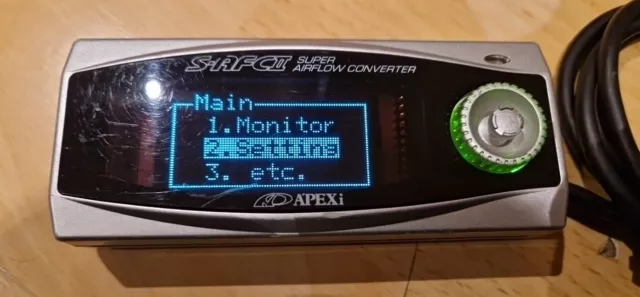 S-AFCII SUPER
AIRFLOW CONVERTER
Main
1.Monitor
2.Setting
3. etc.
APEXi